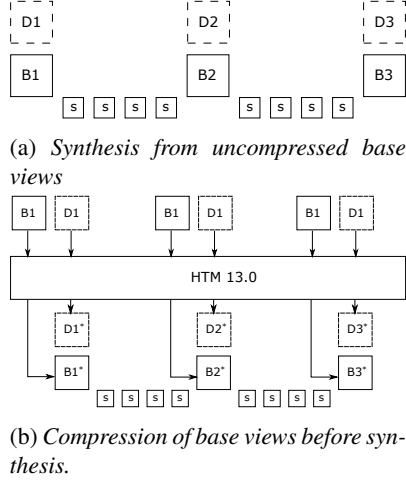 D1 D2 D3
B1 B2 B3
s s s s s s s s
(a) Synthesis from uncompressed base
views
B1 D1 B1 D1 B1 D1
HTM 13.0
D1* D2* D3*
B1* B2* B3*
s s s s s s s s
(b) Compression of base views before syn-
thesis.